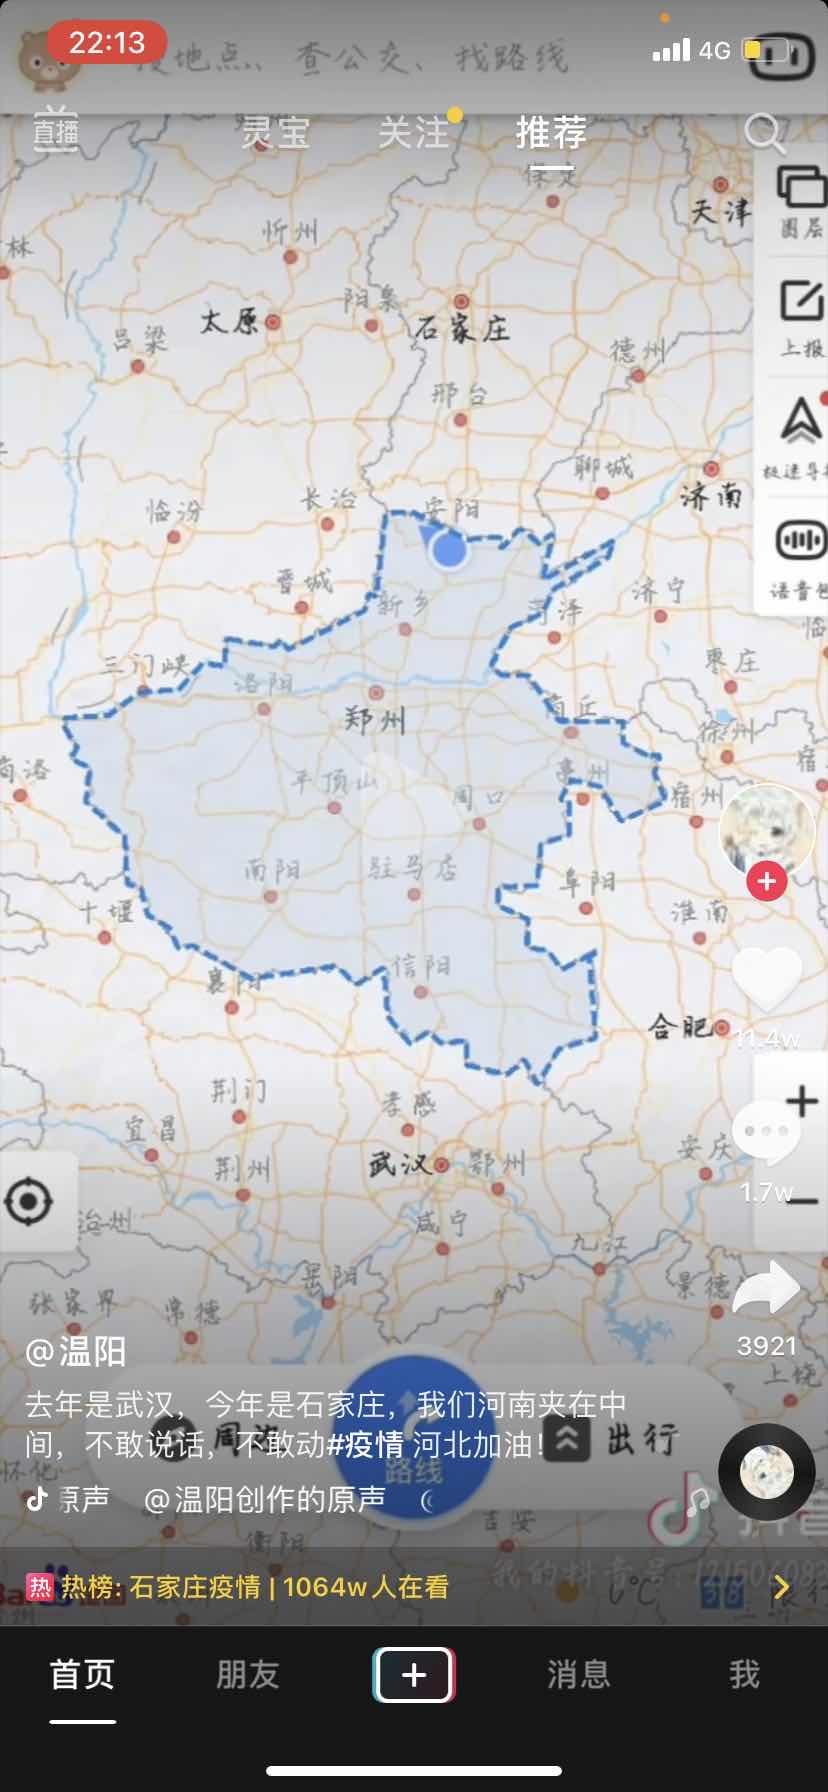 22:13
4G
搜地点、查公交、找路线
直播
灵宝
关注
推荐
天津
图层
忻州
太原
阳泉
石家庄
上报
吕梁
德州
邢台
聊城
济南
临汾
长治
安阳
语音包
晋城
新乡
菏泽
济宁
三门峡
洛阳
枣庄
郑州
商丘
徐州
商洛
平顶山
周口
亳州
宿州
南阳
驻马店
阜阳
十堰
淮南
襄阳
信阳
合肥
11.4w
荆门
孝感
宜昌
武汉
鄂州
安庆
荆州
1.7w
咸宁
九江
岳阳
张家界
常德
3921
上饶
@温阳
去年是武汉，今年是石家庄，我们河南夹在中
间，不敢说话，不敢动#疫情 河北加油！
周边
路线
出行
原声 @温阳创作的原声
怀化
衡阳
吉安
抖音
我的抖音号
热 热榜: 石家庄疫情 | 1064w人在看
6°C
首页
朋友
消息
我